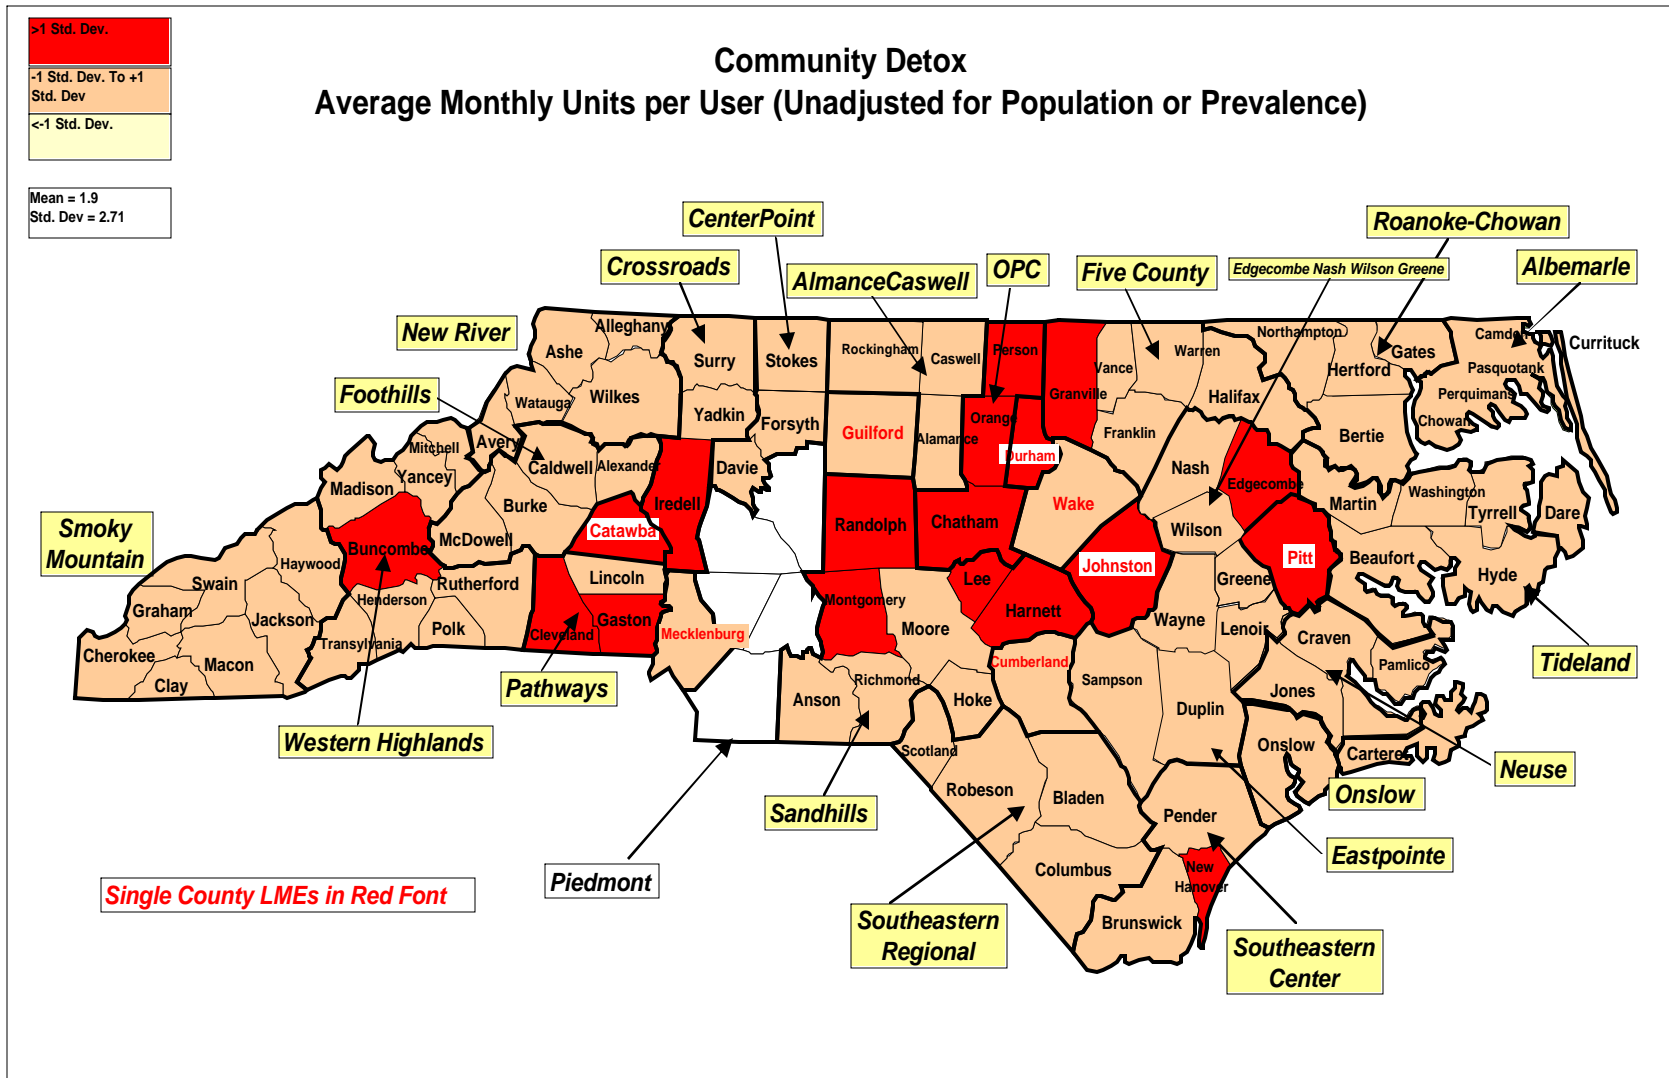 >1 Std. Dev.
-1 Std. Dev. To +1
Std. Dev
<-1 Std. Dev.
Mean = 1.9
Std. Dev = 2.71
Community Detox
Average Monthly Units per User (Unadjusted for Population or Prevalence)
CenterPoint
Roanoke-Chowan
Crossroads
AlmanceCaswell
OPC
Five County
Edgecombe Nash Wilson Greene
Albemarle
New River
Foothills
Smoky
Mountain
Alleghany
Ashe
Surry
Stokes
Rockingham
Caswell
Person
Granville
Vance
Warren
Northampton
Gates
Hertford
Camden
Currituck
Pasquotank
Perquimans
Chowan
Watauga
Wilkes
Yadkin
Forsyth
Guilford
Alamance
Orange
Durham
Franklin
Halifax
Bertie
Mitchell
Avery
Caldwell
Alexander
Iredell
Davie
Yancey
Madison
Burke
Catawba
McDowell
Buncombe
Randolph
Chatham
Wake
Nash
Edgecombe
Wilson
Martin
Washington
Tyrrell
Dare
Beaufort
Hyde
Pitt
Johnston
Greene
Haywood
Swain
Graham
Jackson
Cherokee
Macon
Clay
Transylvania
Henderson
Rutherford
Polk
Cleveland
Lincoln
Gaston
Mecklenburg
Montgomery
Moore
Lee
Harnett
Wayne
Lenoir
Craven
Pamlico
Cumberland
Anson
Richmond
Hoke
Scotland
Sampson
Duplin
Jones
Onslow
Carteret
Robeson
Bladen
Columbus
Pender
New
Hanover
Brunswick
Pathways
Western Highlands
Sandhills
Piedmont
Southeastern
Regional
Southeastern
Center
Eastpointe
Onslow
Neuse
Tideland
Single County LMEs in Red Font